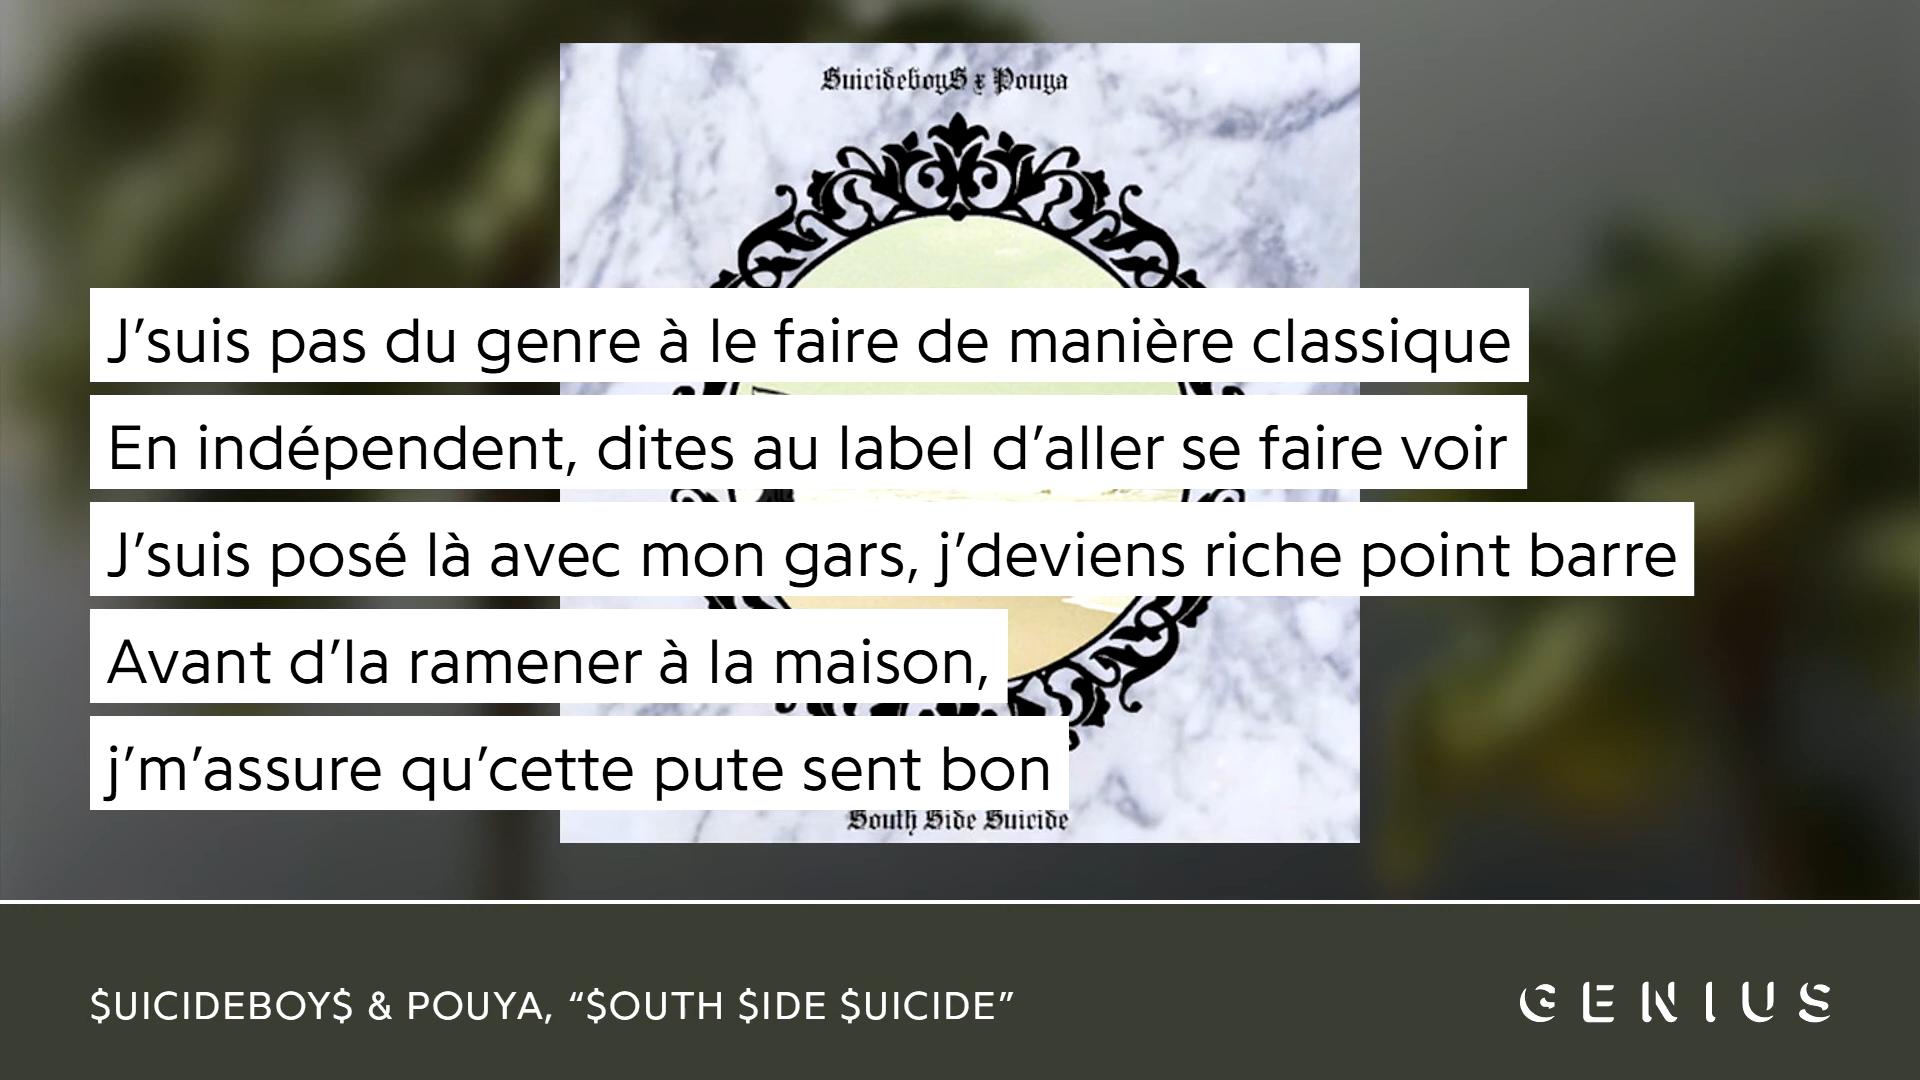 SuicideboyS x Pouya
J’suis pas du genre à le faire de manière classique
En indépendent, dites au label d’aller se faire voir
J’suis posé là avec mon gars, j’deviens riche point barre
Avant d’la ramener à la maison,
j’m’assure qu’cette pute sent bon
South Side Suicide
$UICIDEBOY$ & POUYA, “$OUTH $IDE $UICIDE”
GENIUS